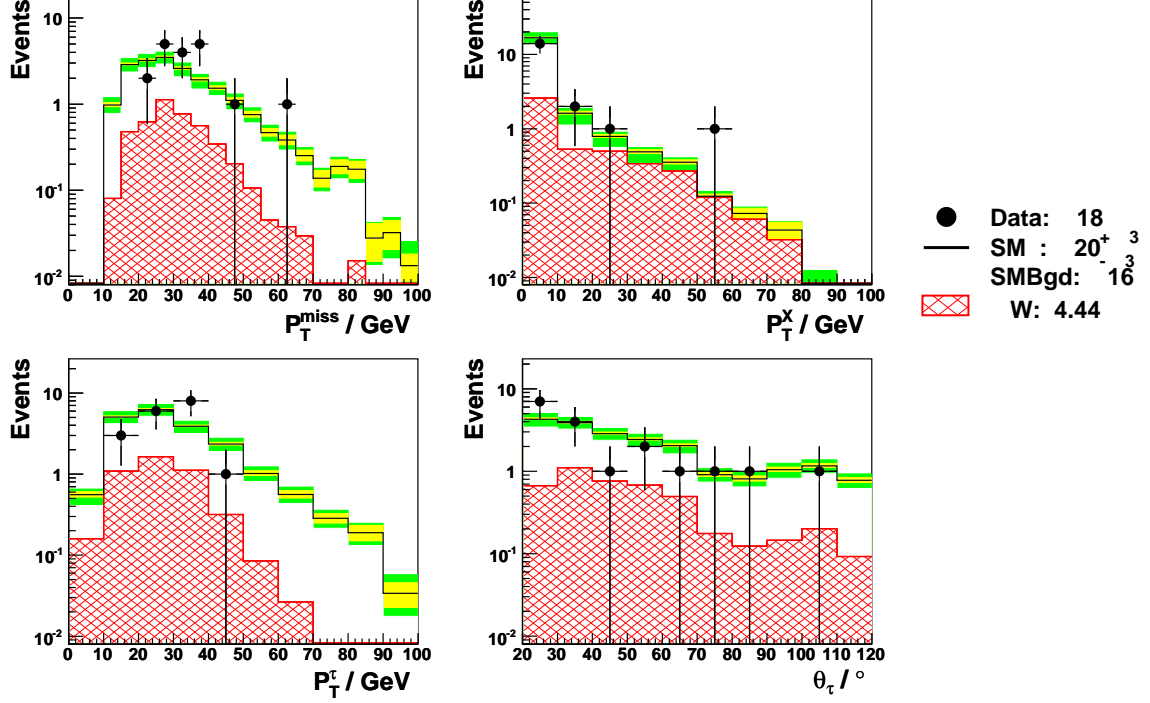 Events
10
1
10-1
10-2
0 10 20 30 40 50 60 70 80 90 100
P_T^miss / GeV
Events
10
1
10-1
10-2
0 10 20 30 40 50 60 70 80 90 100
P_T^X / GeV
Data: 18
SM : 20 + 3 - 3
SMBgd: 16
W: 4.44
Events
10
1
10-1
10-2
0 10 20 30 40 50 60 70 80 90 100
P_T^τ / GeV
Events
10
1
10-1
10-2
20 30 40 50 60 70 80 90 100 110 120
θ_τ / °